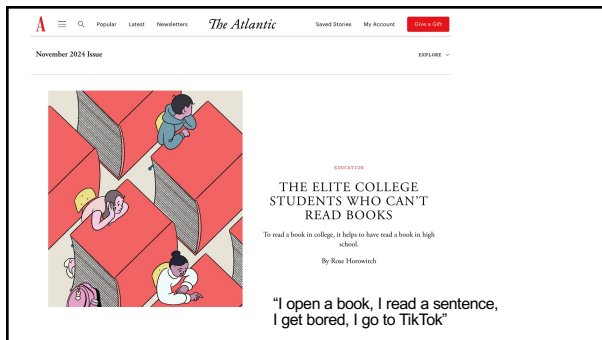 A Popular Latest Newsletters The Atlantic Saved Stories My Account Give a Gift
November 2024 Issue EXPLORE
EDUCATION
THE ELITE COLLEGE
STUDENTS WHO CAN'T
READ BOOKS
To read a book in college, it helps to have read a book in high
school.
By Rose Horowitch
“I open a book, I read a sentence,
I get bored, I go to TikTok”